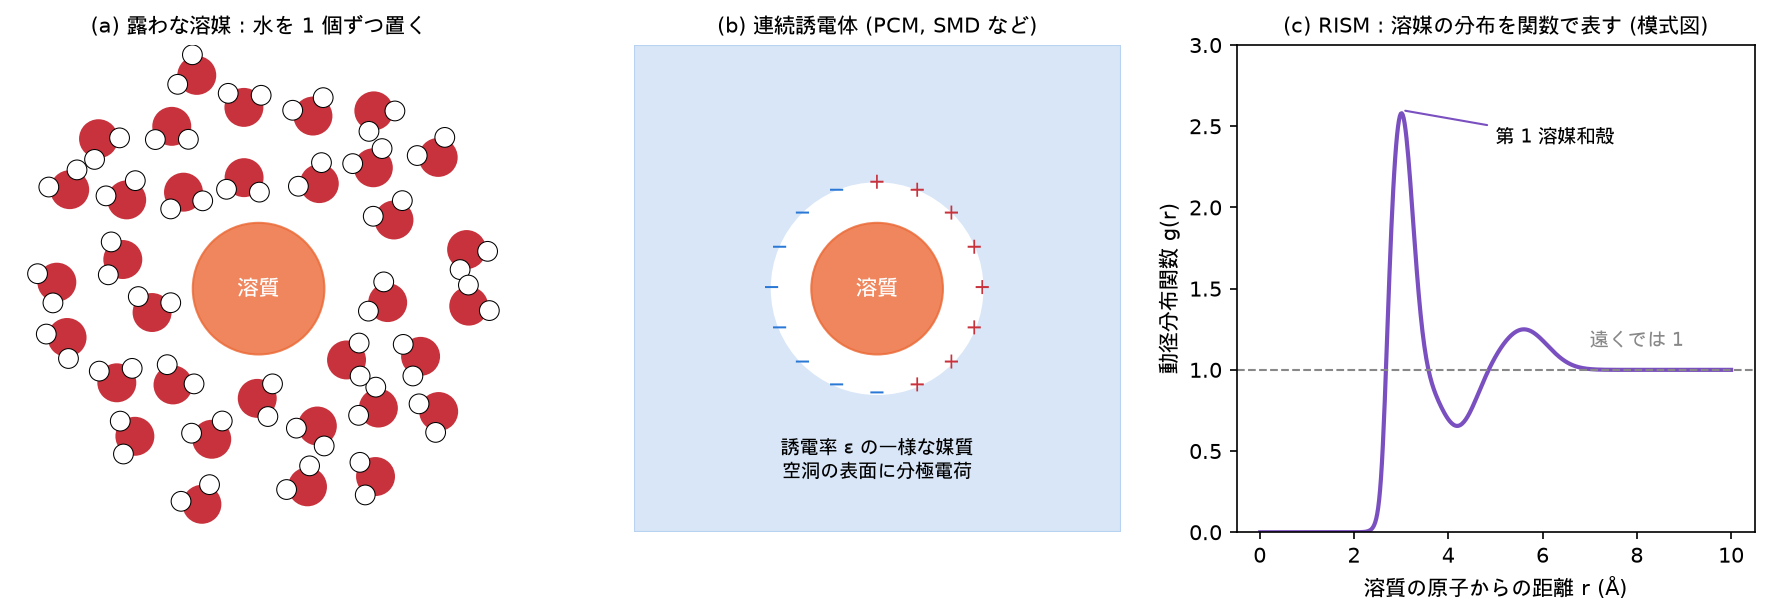 (a) 露わな溶媒：水を 1 個ずつ置く
溶質
(b) 連続誘電体 (PCM, SMD など)
+
+
+
+
+
+
+
+
−
−
−
−
−
−
−
−
溶質
誘電率 ε の一様な媒質
空洞の表面に分極電荷
(c) RISM：溶媒の分布を関数で表す (模式図)
動径分布関数 g(r)
3.0
2.5
2.0
1.5
1.0
0.5
0.0
第 1 溶媒和殻
遠くでは 1
0 2 4 6 8 10
溶質の原子からの距離 r (Å)